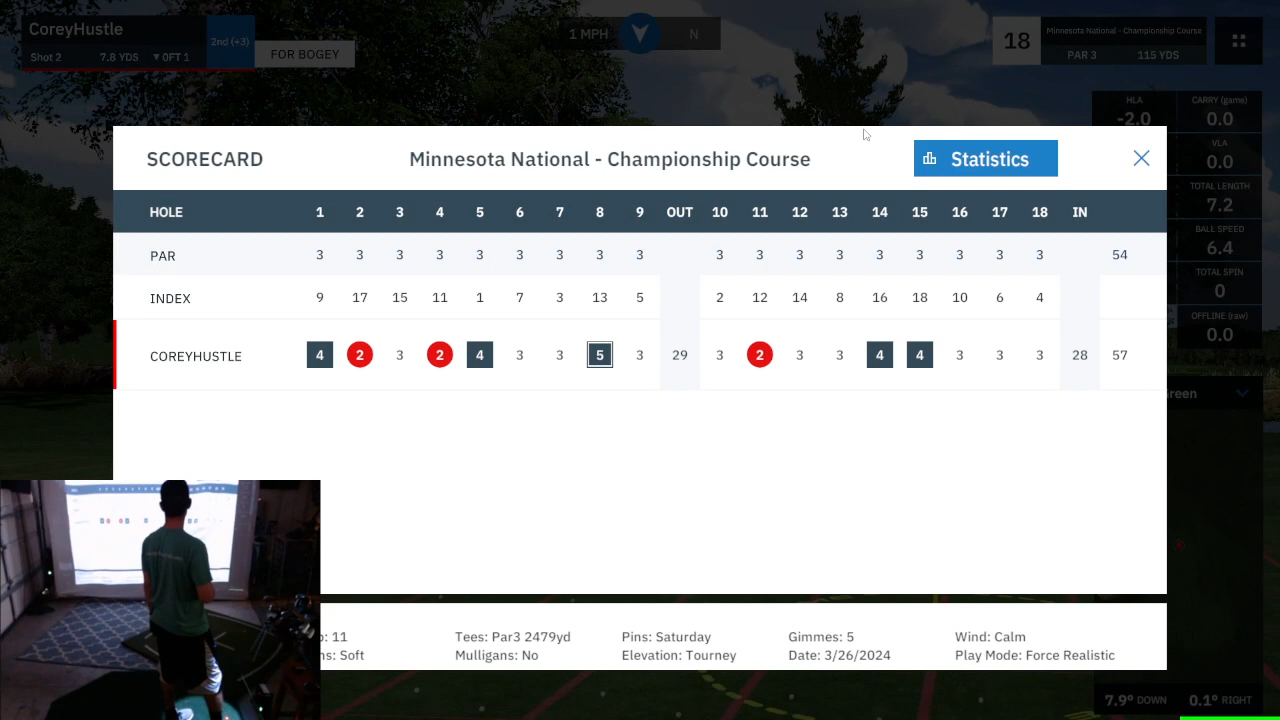 CoreyHustle
Shot 2 7.8 YDS ▼ 0FT 1
2nd (+3)
FOR BOGEY
1 MPH N
18
Minnesota National - Championship Course
PAR 3 115 YDS
HLA
-2.0
CARRY (game)
0.0
VLA
0.0
TOTAL LENGTH
7.2
BALL SPEED
6.4
TOTAL SPIN
0
OFFLINE (raw)
0.0
SCORECARD
Minnesota National - Championship Course
Statistics
HOLE 1 2 3 4 5 6 7 8 9 OUT 10 11 12 13 14 15 16 17 18 IN
PAR 3 3 3 3 3 3 3 3 3 3 3 3 3 3 3 3 3 3 54
INDEX 9 17 15 11 1 7 3 13 5 2 12 14 8 16 18 10 6 4
COREYHUSTLE 4 2 3 2 4 3 3 5 3 29 3 2 3 3 4 4 3 3 3 28 57
: 11
Tees: Par3 2479yd
Pins: Saturday
Gimmes: 5
Wind: Calm
s: Soft
Mulligans: No
Elevation: Tourney
Date: 3/26/2024
Play Mode: Force Realistic
7.9° DOWN 0.1° RIGHT